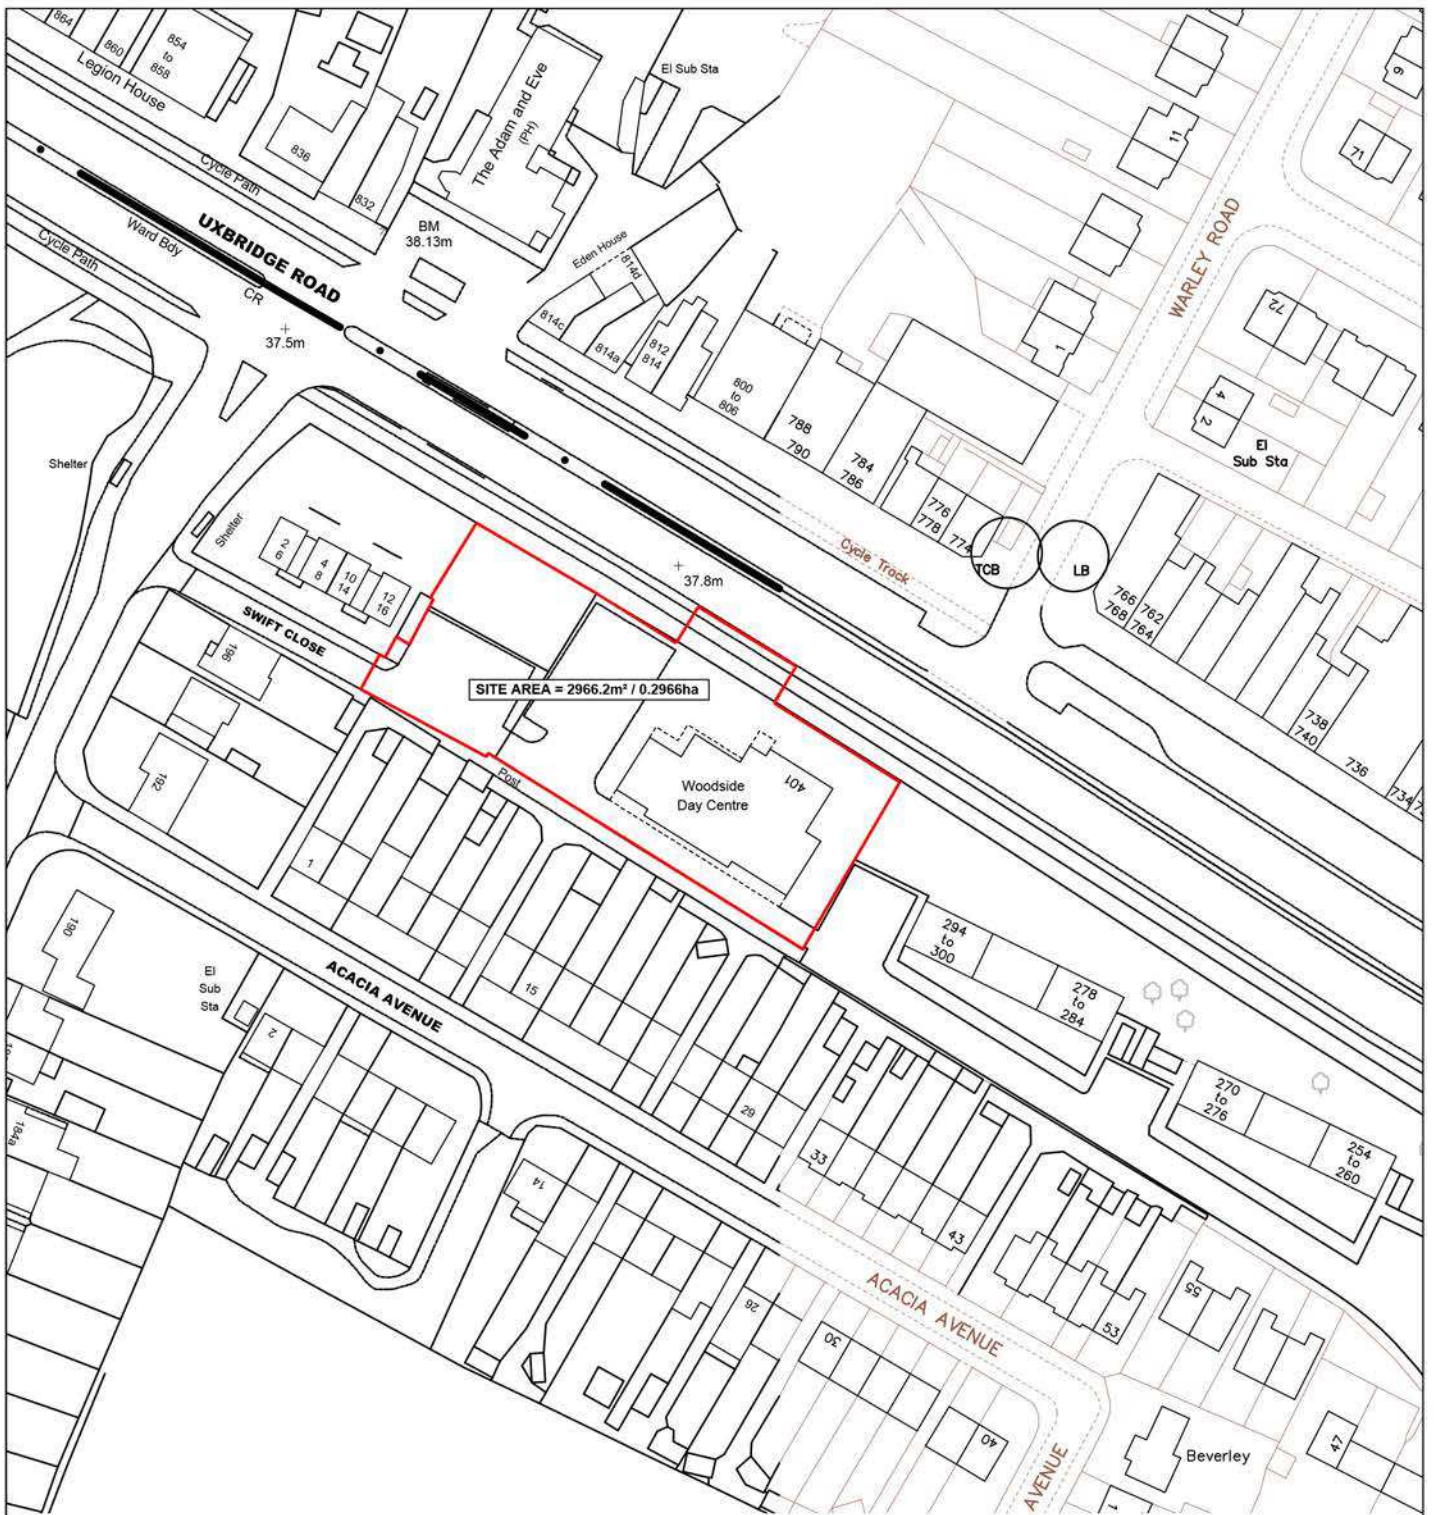 864
860
854
to
858
Legion House
El Sub Sta
The Adam and Eve
(PH)
6
71
11
836
832
Cycle Path
UXBRIDGE ROAD
Ward Bdy
Cycle Path
CR
37.5m
BM
38.13m
Eden House
814d
814c
814a
812
814
1
WARLEY ROAD
72
4
2
El
Sub Sta
800
to
806
788
790
784
786
776
778
774
Cycle Track
TCB
LB
766
762
768
764
738
740
736
734
Shelter
Shelter
2
6
4
8
10
14
12
16
37.8m
SWIFT CLOSE
196
192
SITE AREA = 2966.2m² / 0.2966ha
Post
Woodside
Day Centre
401
1
15
29
33
43
53
55
190
El
Sub
Sta
ACACIA AVENUE
2
14
26
30
40
184a
294
to
300
278
to
284
270
to
276
254
to
260
ACACIA AVENUE
AVENUE
Beverley
47
1